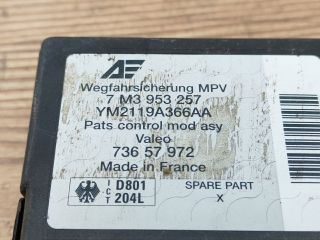 AE
Wegfahrsicherung MPV
7 M3 953 257
YM2119A366AA
Pats control mod asy
Valeo
736 57 972
Made in France
ICT
D801
204L
SPARE PART
X